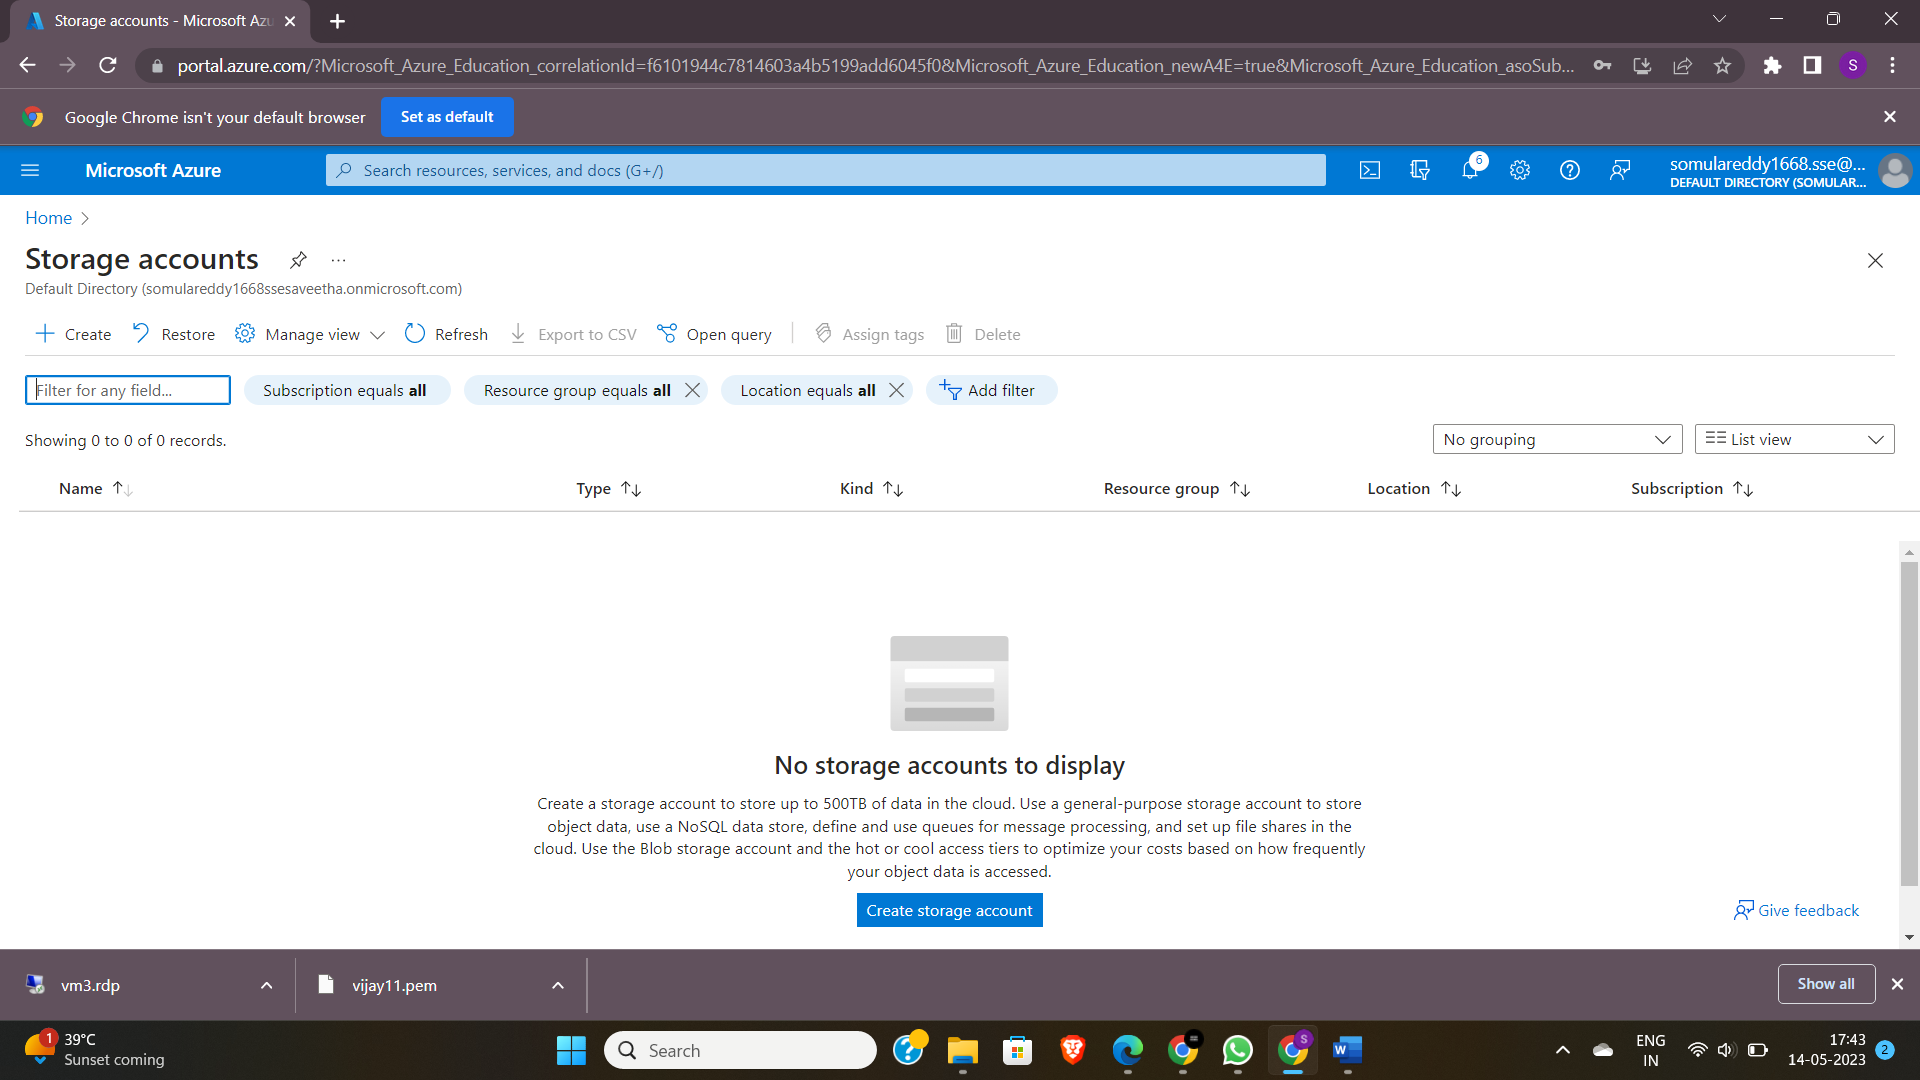 Storage accounts - Microsoft Azu
portal.azure.com/?Microsoft_Azure_Education_correlationId=f6101944c7814603a4b5199add6045f0&Microsoft_Azure_Education_newA4E=true&Microsoft_Azure_Education_asoSub...
S
Google Chrome isn't your default browser
Set as default
Microsoft Azure
Search resources, services, and docs (G+/)
6
somulareddy1668.sse@...
DEFAULT DIRECTORY (SOMULAR...
Home
Storage accounts
Default Directory (somulareddy1668ssesaveetha.onmicrosoft.com)
Create
Restore
Manage view
Refresh
Export to CSV
Open query
Assign tags
Delete
Filter for any field...
Subscription equals all
Resource group equals all
Location equals all
Add filter
Showing 0 to 0 of 0 records.
No grouping
List view
Name
Type
Kind
Resource group
Location
Subscription
No storage accounts to display
Create a storage account to store up to 500TB of data in the cloud. Use a general-purpose storage account to store
object data, use a NoSQL data store, define and use queues for message processing, and set up file shares in the
cloud. Use the Blob storage account and the hot or cool access tiers to optimize your costs based on how frequently
your object data is accessed.
Create storage account
Give feedback
vm3.rdp
vijay11.pem
Show all
1
39°C
Sunset coming
Search
S
W
ENG
IN
17:43
14-05-2023
2